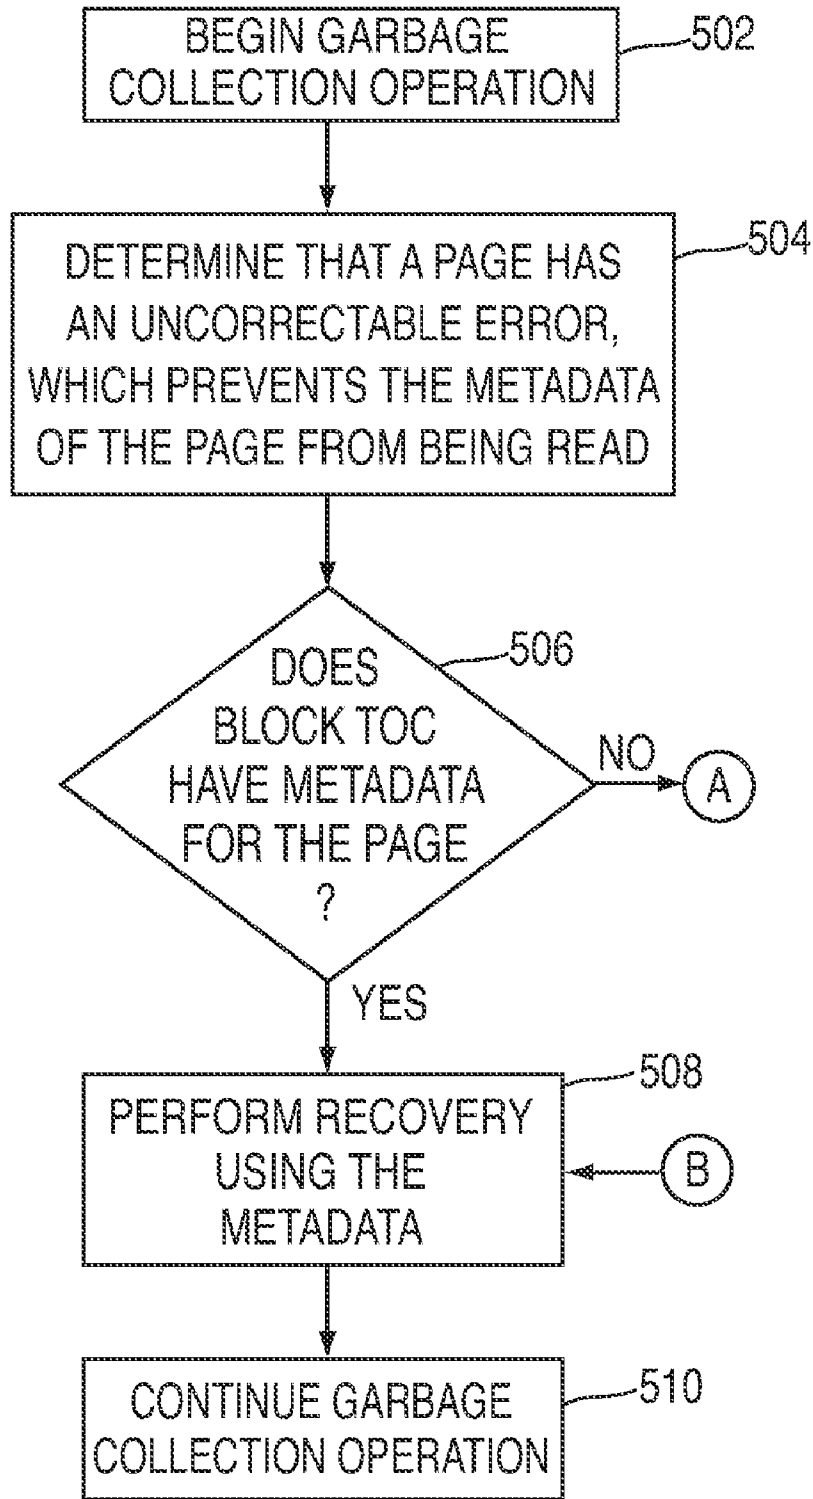 BEGIN GARBAGE
COLLECTION OPERATION
502
DETERMINE THAT A PAGE HAS
AN UNCORRECTABLE ERROR,
WHICH PREVENTS THE METADATA
OF THE PAGE FROM BEING READ
504
DOES
BLOCK TOC
HAVE METADATA
FOR THE PAGE
?
506
NO
A
YES
PERFORM RECOVERY
USING THE
METADATA
508
B
CONTINUE GARBAGE
COLLECTION OPERATION
510